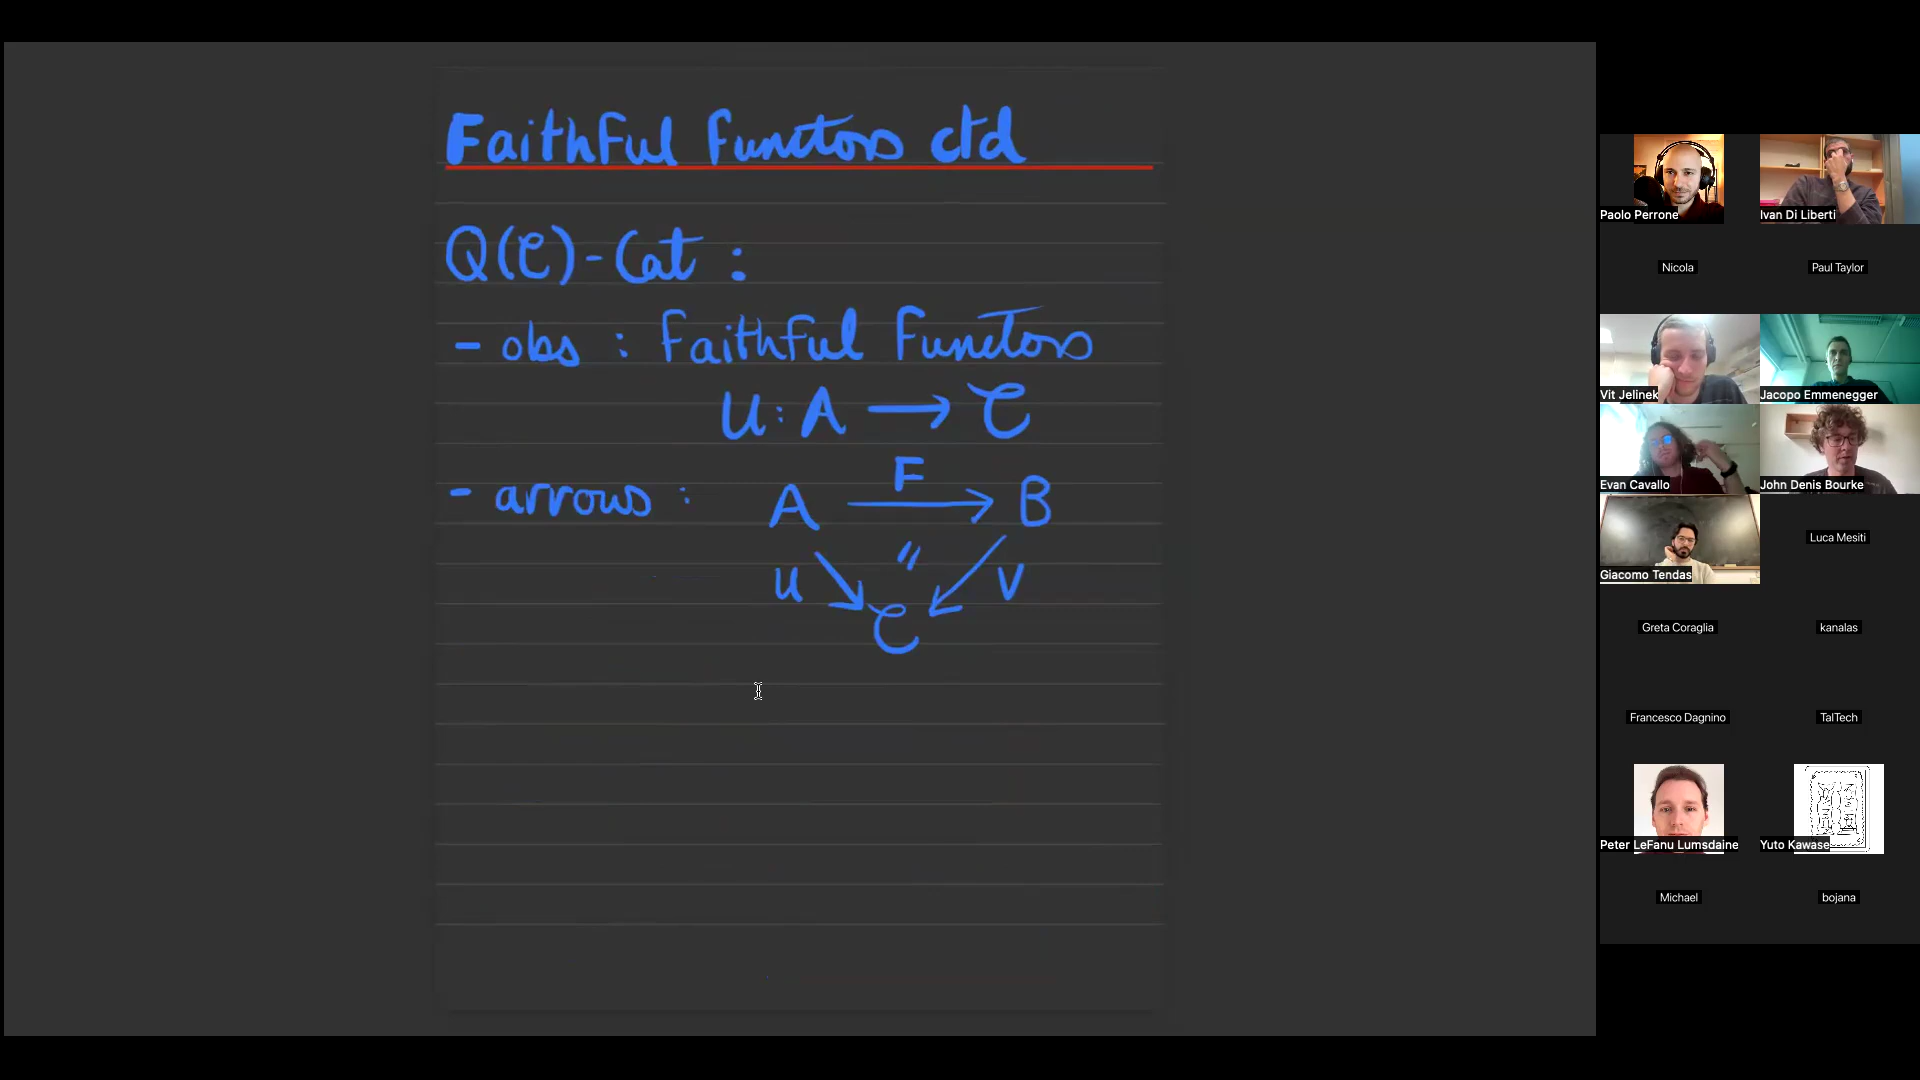 Faithful Functors ctd
Q(C)-Cat :
- obs : Faithful Functors
U : A → C
- arrows : A F→ B
U = V
C
Paolo Perrone
Ivan Di Liberti
Nicola
Paul Taylor
Vit Jelinek
Jacopo Emmenegger
Evan Cavallo
John Denis Bourke
Giacomo Tendas
Luca Mesiti
Greta Coraglia
kanalas
Francesco Dagnino
TalTech
Peter LeFanu Lumsdaine
Yuto Kawase
Michael
bojana